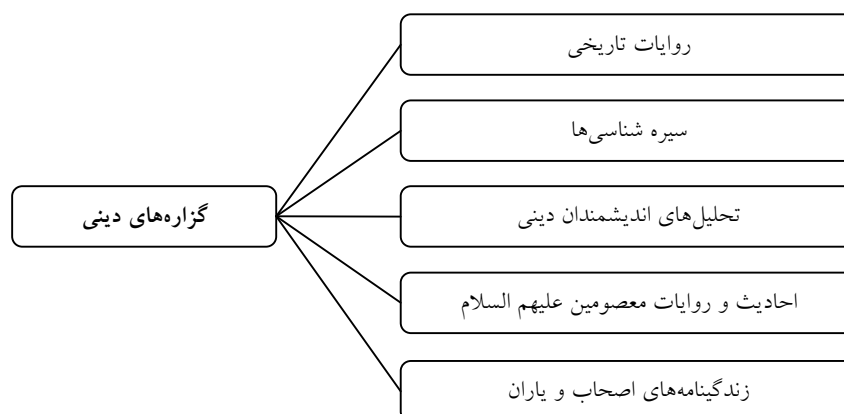 روایات تاریخی
سیره شناسی‌ها
گزاره‌های دینی
تحلیل‌های اندیشمندان دینی
احادیث و روایات معصومین علیهم السلام
زندگینامه‌های اصحاب و یاران